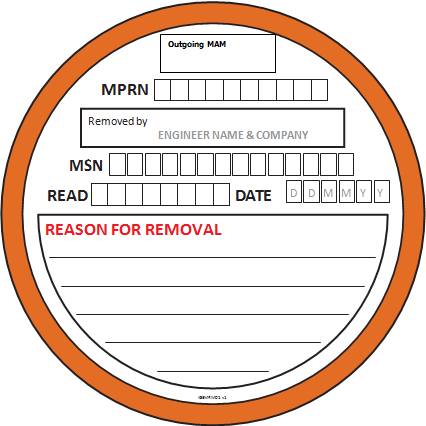 Outgoing MAM
MPRN
Removed by
ENGINEER NAME & COMPANY
MSN
READ DATE D D M M Y Y
REASON FOR REMOVAL